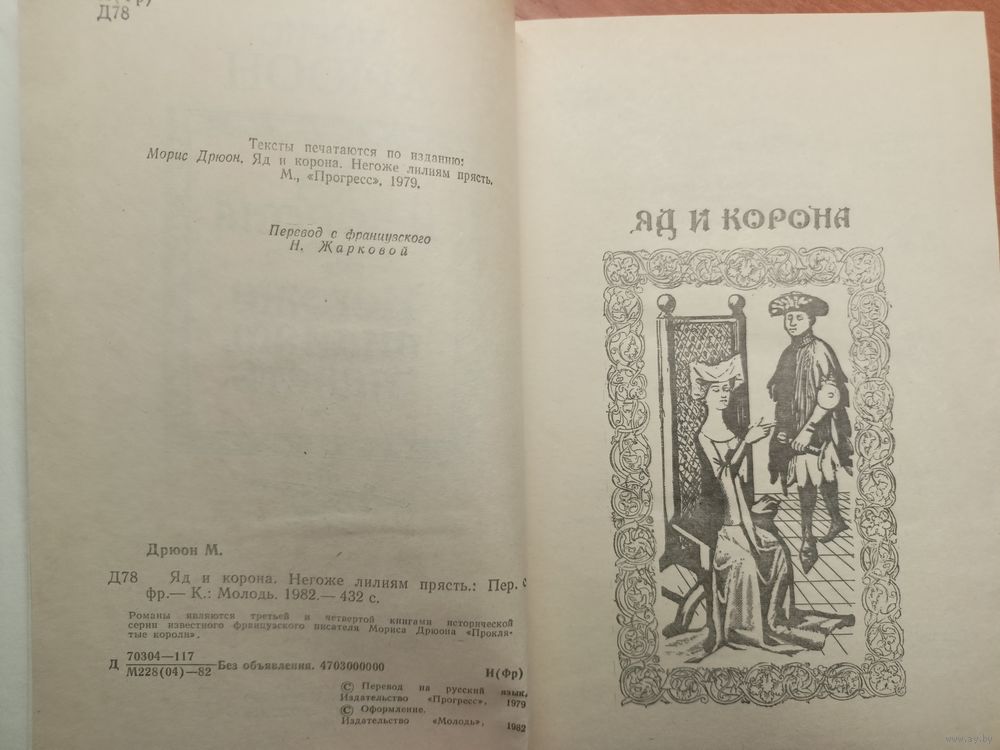 Д78
Тексты печатаются по изданию:
Морис Дрюон. Яд и корона. Негоже лилиям прясть.
М., «Прогресс», 1979.
Перевод с французского
Н. Жарковой
Дрюон М.
Д78 Яд и корона. Негоже лилиям прясть.: Пер. с
фр.— К.: Молодь. 1982.— 432 с.
Романы являются третьей и четвертой книгами исторической
серии известного французского писателя Мориса Дрюона «Прокля-
тые короли».
Д 70304—117
М228(04)—82 Без объявления. 4703000000
И(Фр)
© Перевод на русский язык.
Издательство «Прогресс», 1979
© Оформление.
Издательство «Молодь», 1982
ЯД И КОРОНА
www.ay.by